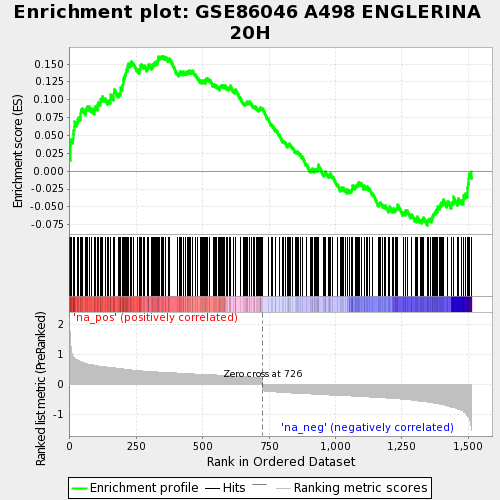 Enrichment plot: GSE86046 A498 ENGLERINA
20H
Enrichment score (ES)
0.150
0.125
0.100
0.075
0.050
0.025
0.000
-0.025
-0.050
-0.075
'na_pos' (positively correlated)
Ranked list metric (PreRanked)
2
1
0
-1
Zero cross at 726
'na_neg' (negatively correlated)
0
250
500
750
1,000
1,250
1,500
Rank in Ordered Dataset
Enrichment profile
Hits
Ranking metric scores